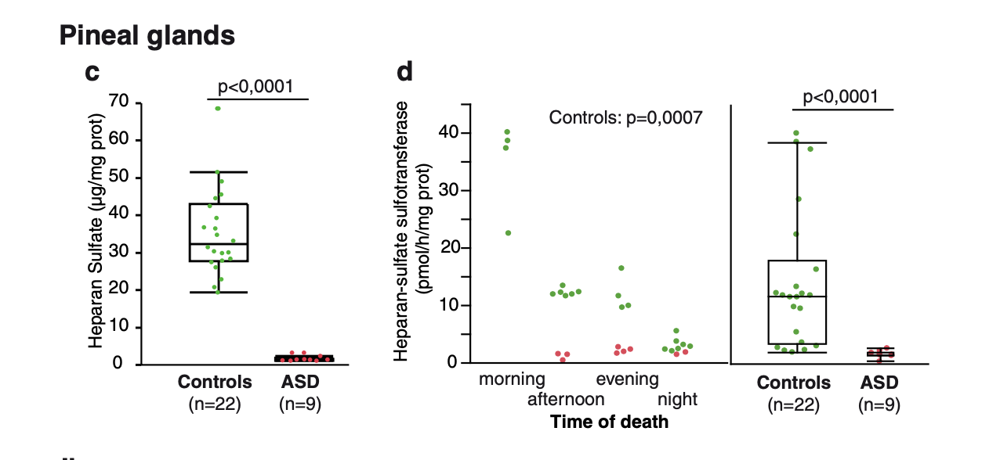 Pineal glands
c
p<0,0001
Heparan Sulfate (µg/mg prot)
70
60
50
40
30
20
10
0
Controls
ASD
(n=22)
(n=9)
d
Heparan-sulfate sulfotransferase
(pmol/h/mg prot)
Controls: p=0,0007
40
30
20
10
0
morning
evening
afternoon
night
Time of death
p<0,0001
Controls
ASD
(n=22)
(n=9)